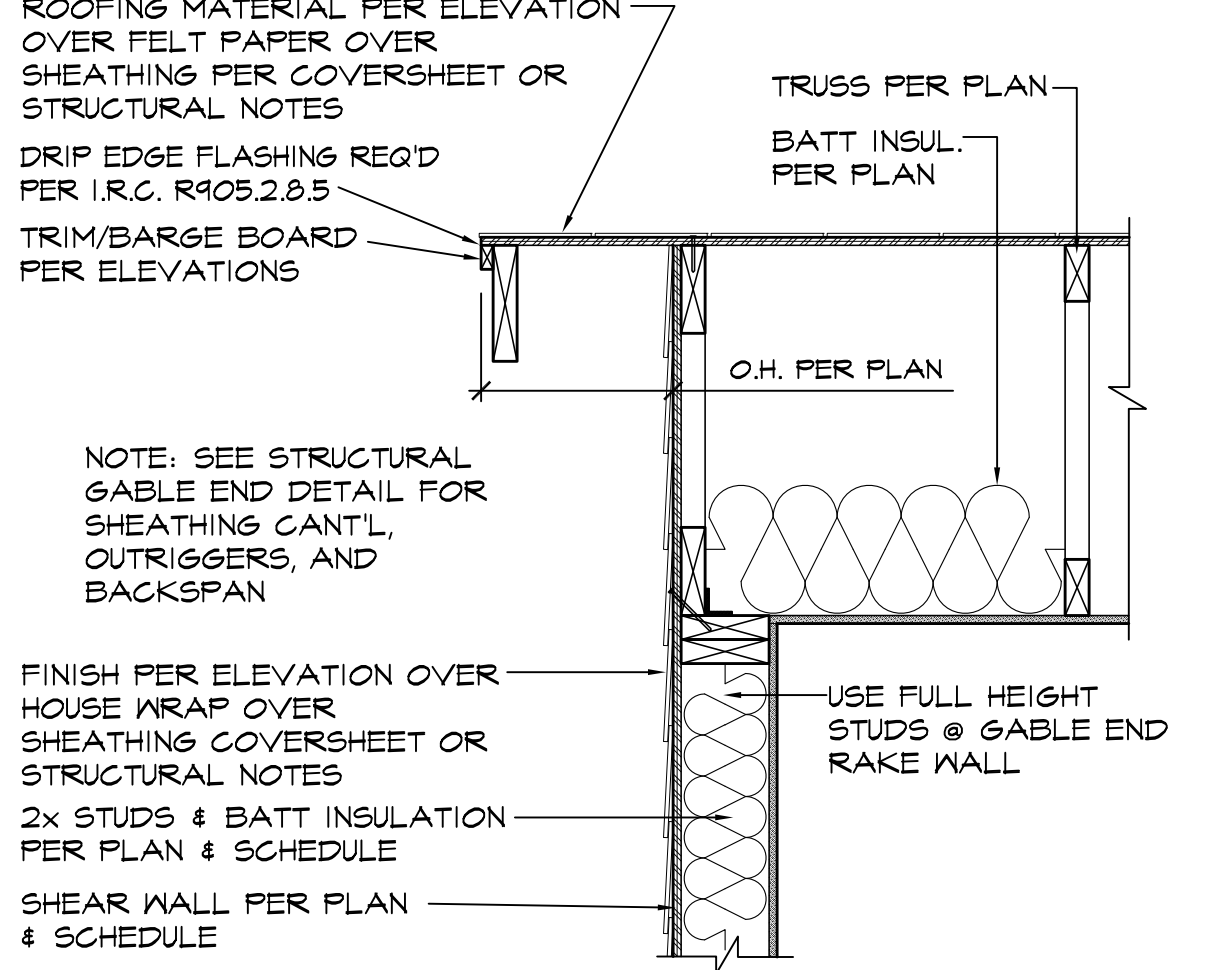 ROOFING MATERIAL PER ELEVATION
OVER FELT PAPER OVER
SHEATHING PER COVERSHEET OR
STRUCTURAL NOTES
DRIP EDGE FLASHING REQ'D
PER I.R.C. R905.2.8.5
TRIM/BARGE BOARD
PER ELEVATIONS
TRUSS PER PLAN
BATT INSUL.
PER PLAN
O.H. PER PLAN
NOTE: SEE STRUCTURAL
GABLE END DETAIL FOR
SHEATHING CANT'L,
OUTRIGGERS, AND
BACKSPAN
FINISH PER ELEVATION OVER
HOUSE WRAP OVER
SHEATHING COVERSHEET OR
STRUCTURAL NOTES
2x STUDS & BATT INSULATION
PER PLAN & SCHEDULE
SHEAR WALL PER PLAN
& SCHEDULE
USE FULL HEIGHT
STUDS @ GABLE END
RAKE WALL